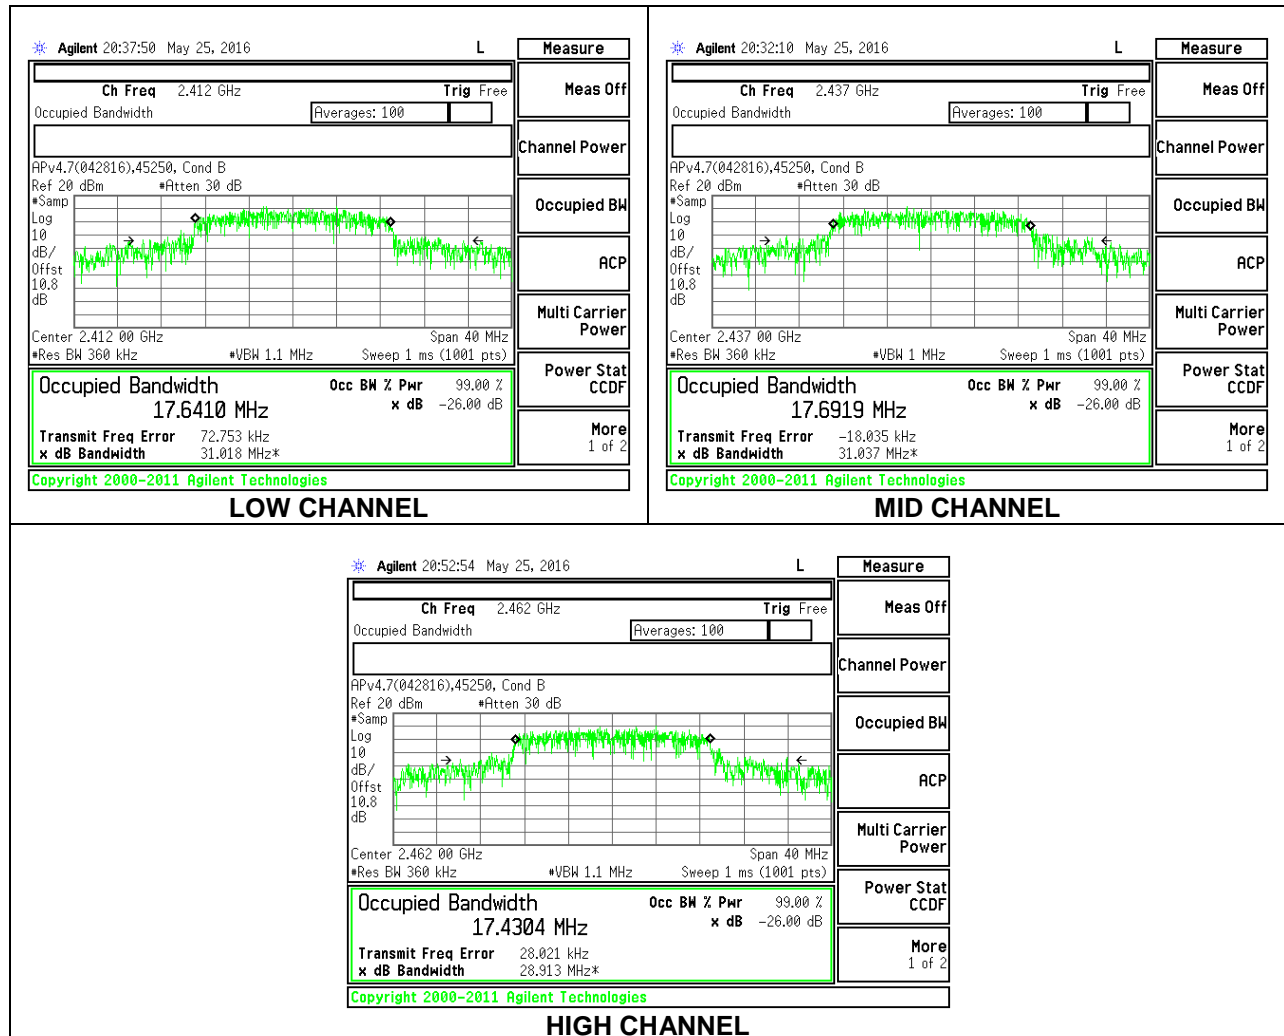 Agilent 20:37:50 May 25, 2016 L Measure
Ch Freq 2.412 GHz Trig Free
Meas Off
Occupied Bandwidth Averages: 100
Channel Power
APv4.7(042816),45250, Cond B
Ref 20 dBm #Atten 30 dB
#Samp
Log
10
dB/
Offst
10.8
dB
Occupied BW
ACP
Multi Carrier
Power
Center 2.412 00 GHz Span 40 MHz
#Res BW 360 kHz #VBW 1.1 MHz Sweep 1 ms (1001 pts)
Power Stat
CCDF
Occupied Bandwidth Occ BW % Pwr 99.00 %
17.6410 MHz x dB -26.00 dB
Transmit Freq Error 72.753 kHz
x dB Bandwidth 31.018 MHz*
More
1 of 2
Copyright 2000-2011 Agilent Technologies
LOW CHANNEL
Agilent 20:32:10 May 25, 2016 L Measure
Ch Freq 2.437 GHz Trig Free
Meas Off
Occupied Bandwidth Averages: 100
Channel Power
APv4.7(042816),45250, Cond B
Ref 20 dBm #Atten 30 dB
#Samp
Log
10
dB/
Offst
10.8
dB
Occupied BW
ACP
Multi Carrier
Power
Center 2.437 00 GHz Span 40 MHz
#Res BW 360 kHz #VBW 1 MHz Sweep 1 ms (1001 pts)
Power Stat
CCDF
Occupied Bandwidth Occ BW % Pwr 99.00 %
17.6919 MHz x dB -26.00 dB
Transmit Freq Error -18.035 kHz
x dB Bandwidth 31.037 MHz*
More
1 of 2
Copyright 2000-2011 Agilent Technologies
MID CHANNEL
Agilent 20:52:54 May 25, 2016 L Measure
Ch Freq 2.462 GHz Trig Free
Meas Off
Occupied Bandwidth Averages: 100
Channel Power
APv4.7(042816),45250, Cond B
Ref 20 dBm #Atten 30 dB
#Samp
Log
10
dB/
Offst
10.8
dB
Occupied BW
ACP
Multi Carrier
Power
Center 2.462 00 GHz Span 40 MHz
#Res BW 360 kHz #VBW 1.1 MHz Sweep 1 ms (1001 pts)
Power Stat
CCDF
Occupied Bandwidth Occ BW % Pwr 99.00 %
17.4304 MHz x dB -26.00 dB
Transmit Freq Error 28.021 kHz
x dB Bandwidth 28.913 MHz*
More
1 of 2
Copyright 2000-2011 Agilent Technologies
HIGH CHANNEL